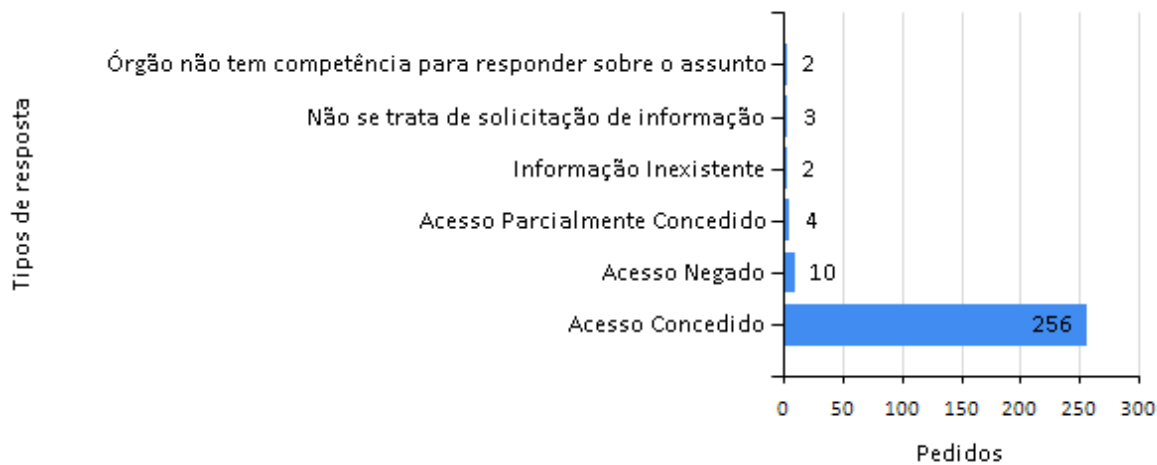 Tipos de resposta
Órgão não tem competência para responder sobre o assunto 2
Não se trata de solicitação de informação 3
Informação Inexistente 2
Acesso Parcialmente Concedido 4
Acesso Negado 10
Acesso Concedido 256
0 50 100 150 200 250 300
Pedidos